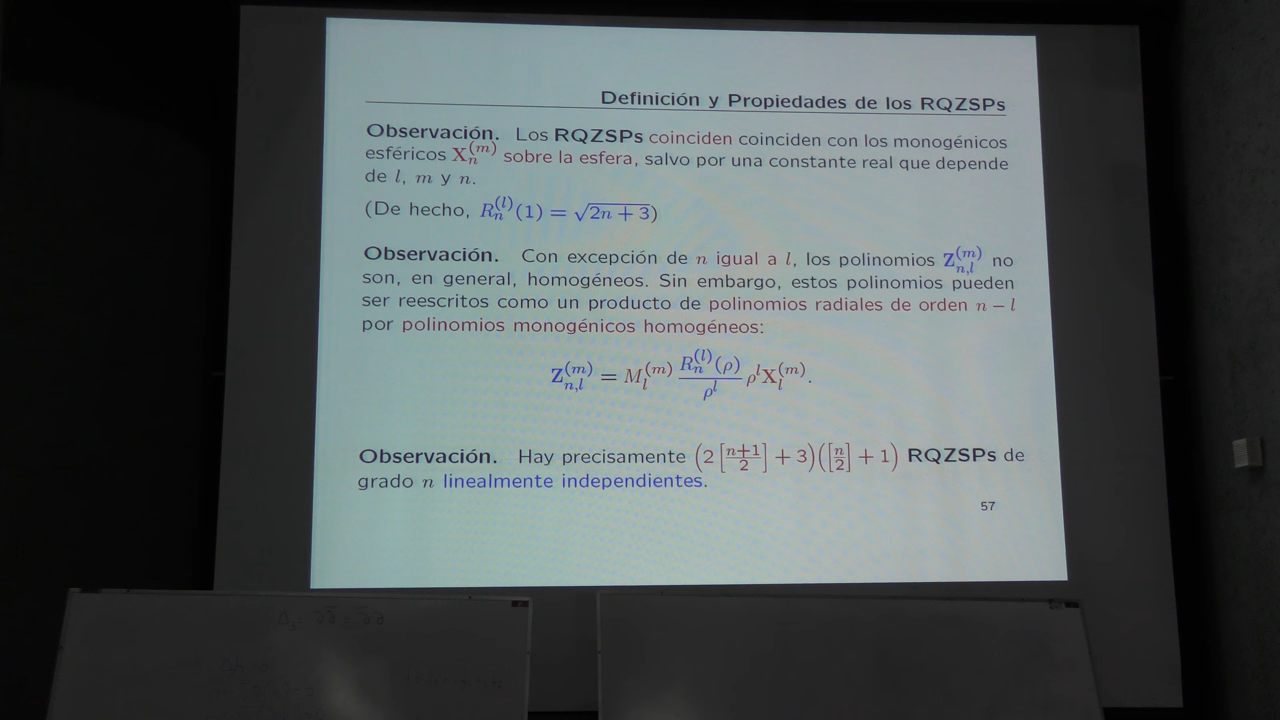 Definición y Propiedades de los RQZSPs
Observación. Los RQZSPs coinciden coinciden con los monogénicos
esféricos X_n^{(m)} sobre la esfera, salvo por una constante real que depende
de l, m y n.
(De hecho, R_n^{(l)}(1) = √(2n + 3))
Observación. Con excepción de n igual a l, los polinomios Z_{n,l}^{(m)} no
son, en general, homogéneos. Sin embargo, estos polinomios pueden
ser reescritos como un producto de polinomios radiales de orden n − l
por polinomios monogénicos homogéneos:
Z_{n,l}^{(m)} = M_l^{(m)} \frac{R_n^{(l)}(ρ)}{ρ^l} ρ^l X_l^{(m)}.
Observación. Hay precisamente (2[\frac{n+1}{2}] + 3)([\frac{n}{2}] + 1) RQZSPs de
grado n linealmente independientes.
57